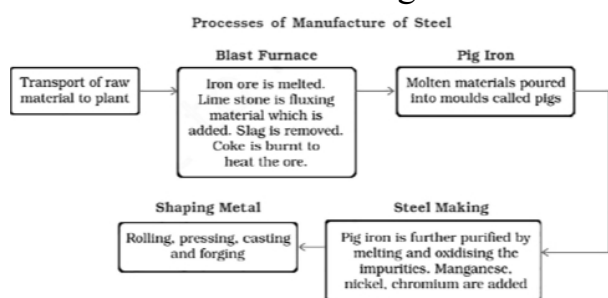 Processes of Manufacture of Steel
Blast Furnace
Pig Iron
Transport of raw
material to plant
Iron ore is melted.
Lime stone is fluxing
material which is
added. Slag is removed.
Coke is burnt to
heat the ore.
Molten materials poured
into moulds called pigs
Shaping Metal
Steel Making
Rolling, pressing, casting
and forging
Pig iron is further purified by
melting and oxidising the
impurities. Manganese,
nickel, chromium are added